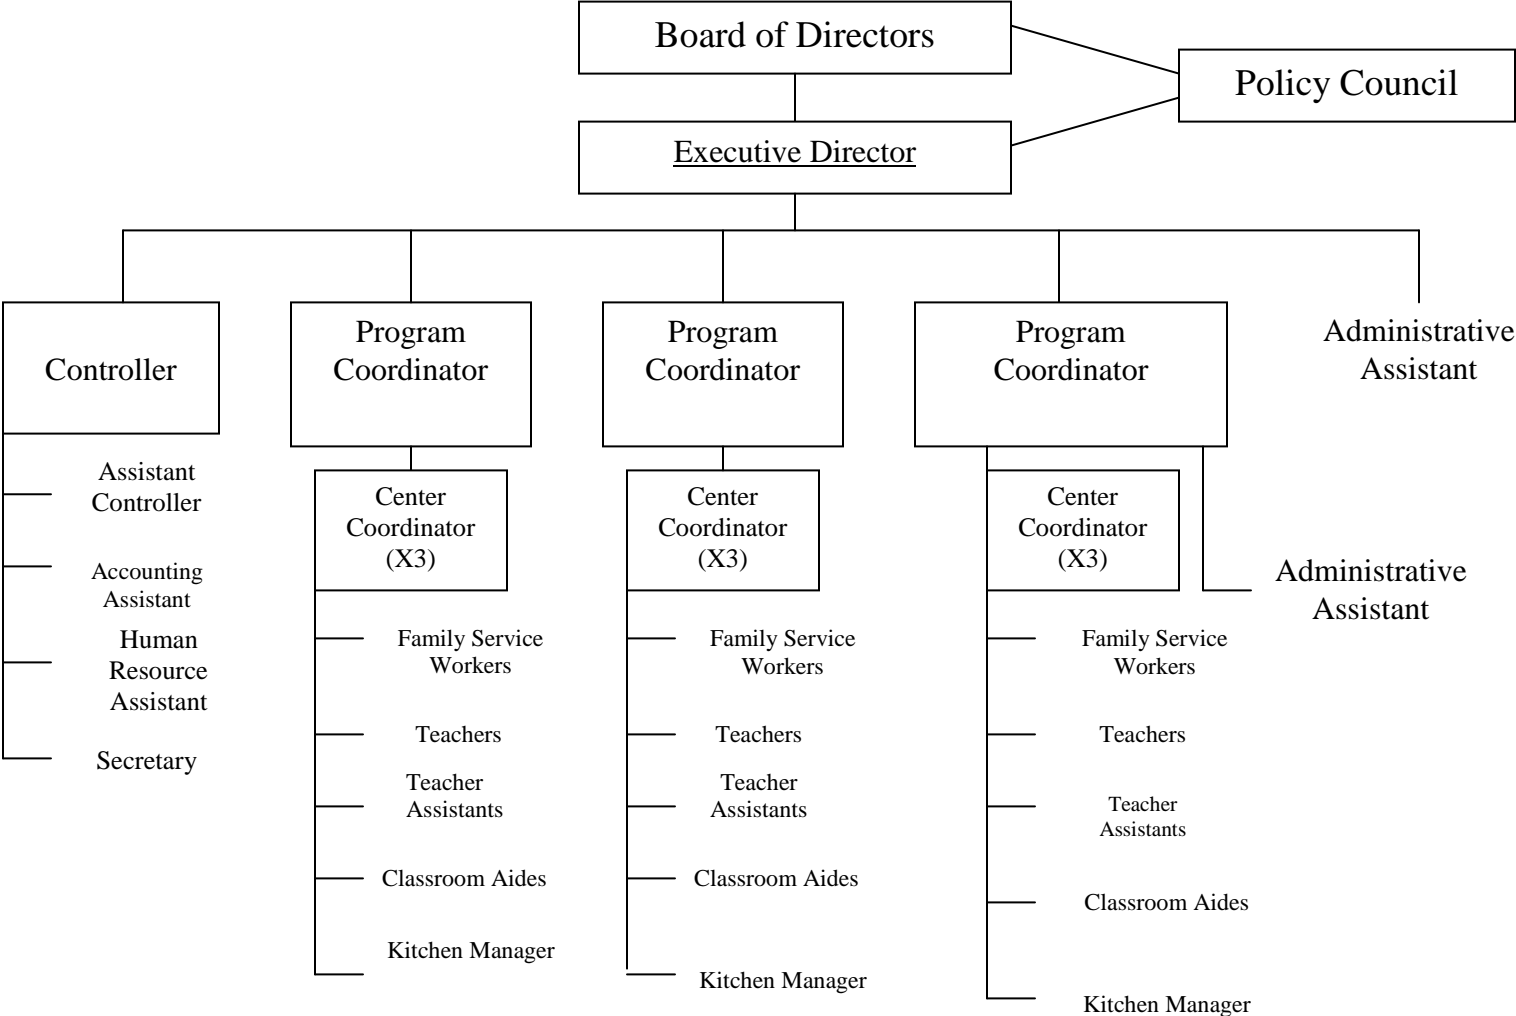 Board of Directors
Policy Council
Executive Director
Controller
Program
Coordinator
Program
Coordinator
Program
Coordinator
Administrative
Assistant
Assistant
Controller
Accounting
Assistant
Human
Resource
Assistant
Secretary
Center
Coordinator
(X3)
Family Service
Workers
Teachers
Teacher
Assistants
Classroom Aides
Kitchen Manager
Center
Coordinator
(X3)
Family Service
Workers
Teachers
Teacher
Assistants
Classroom Aides
Kitchen Manager
Center
Coordinator
(X3)
Family Service
Workers
Teachers
Teacher
Assistants
Classroom Aides
Kitchen Manager
Administrative
Assistant